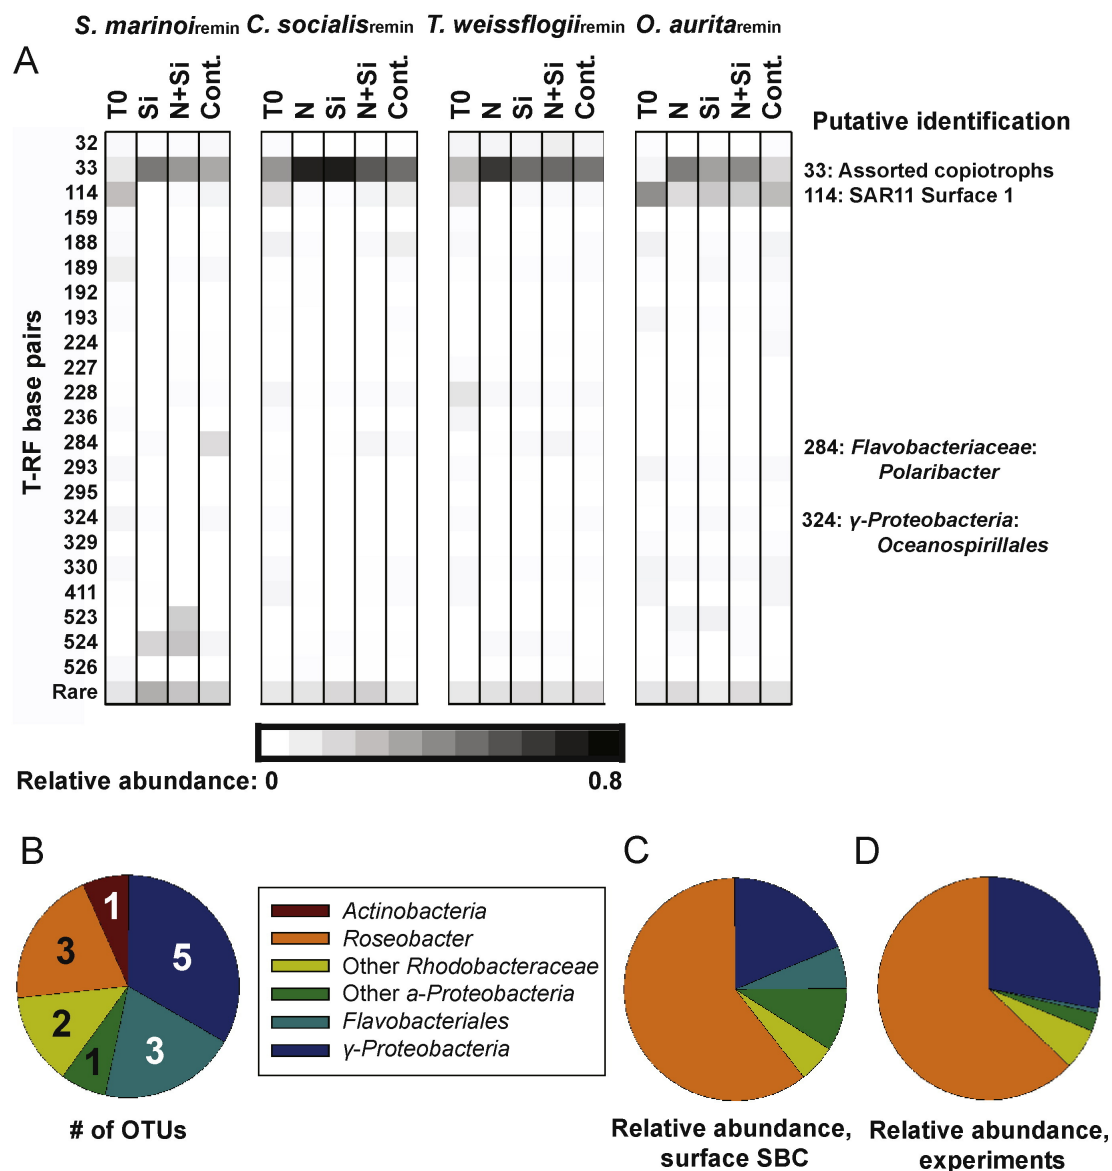 S. marinoiremin C. socialisremin T. weissflogiiremin O. auritaremin
A
T0 Si N+Si Cont. T0 N Si N+Si Cont. T0 N Si N+Si Cont. T0 N Si N+Si Cont.
Putative identification
T-RF base pairs
32
33
114
159
188
189
192
193
224
227
228
236
284
293
295
324
329
330
411
523
524
526
Rare
33: Assorted copiotrophs
114: SAR11 Surface 1
284: Flavobacteriaceae:
Polaribacter
324: γ-Proteobacteria:
Oceanospirillales
Relative abundance: 0 0.8
B
1
5
3
2
1
3
# of OTUs
Actinobacteria
Roseobacter
Other Rhodobacteraceae
Other a-Proteobacteria
Flavobacteriales
γ-Proteobacteria
C
Relative abundance,
surface SBC
D
Relative abundance,
experiments